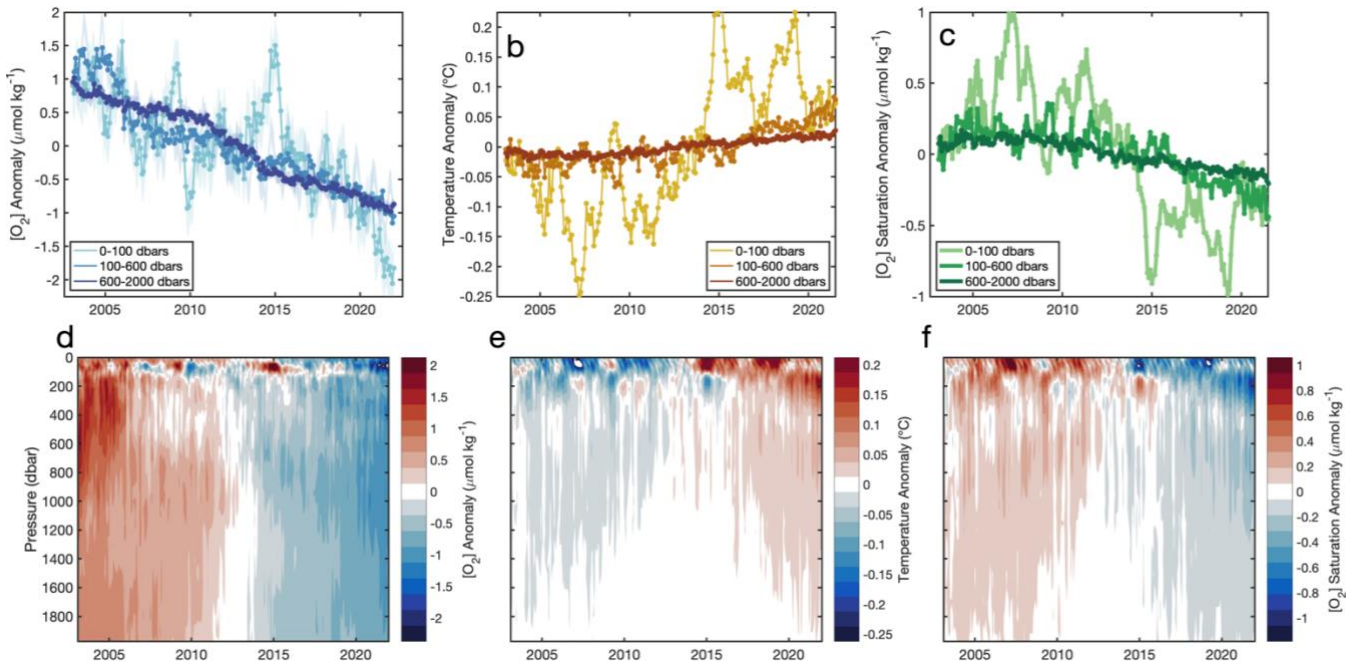 2
1.5
1
0.5
0
-0.5
-1
-1.5
-2
[O2] Anomaly (μmol kg-1)
0-100 dbars
100-600 dbars
600-2000 dbars
2005 2010 2015 2020
b
0.2
0.15
0.1
0.05
0
-0.05
-0.1
-0.15
-0.2
-0.25
Temperature Anomaly (°C)
0-100 dbars
100-600 dbars
600-2000 dbars
2005 2010 2015 2020
c
1
0.5
0
-0.5
-1
[O2] Saturation Anomaly (μmol kg-1)
0-100 dbars
100-600 dbars
600-2000 dbars
2005 2010 2015 2020
d
0
200
400
600
800
1000
1200
1400
1600
1800
Pressure (dbar)
2005 2010 2015 2020
2
1.5
1
0.5
0
-0.5
-1
-1.5
-2
[O2] Anomaly (μmol kg-1)
e
2005 2010 2015 2020
0.2
0.15
0.1
0.05
0
-0.05
-0.1
-0.15
-0.2
-0.25
Temperature Anomaly (°C)
f
2005 2010 2015 2020
1
0.8
0.6
0.4
0.2
0
-0.2
-0.4
-0.6
-0.8
-1
[O2] Saturation Anomaly (μmol kg-1)